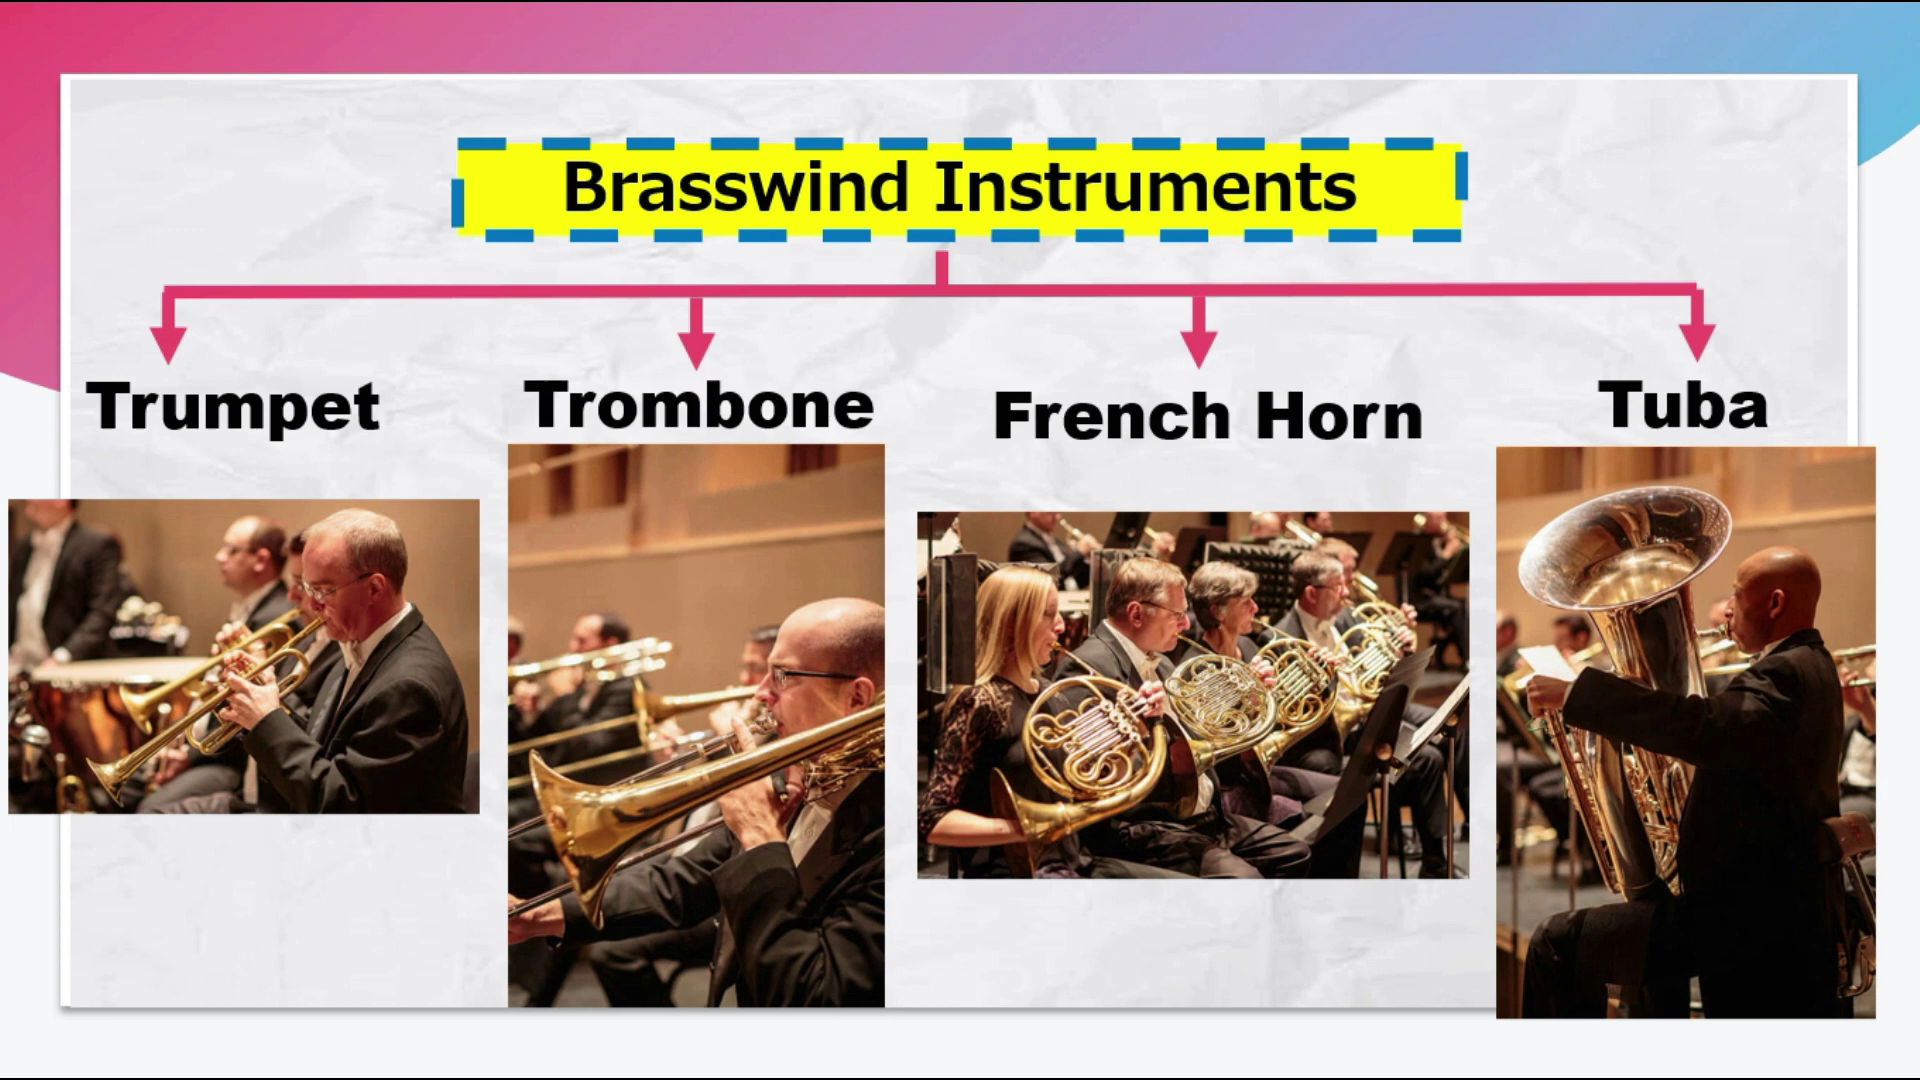 Brasswind Instruments
Trumpet
Trombone
French Horn
Tuba